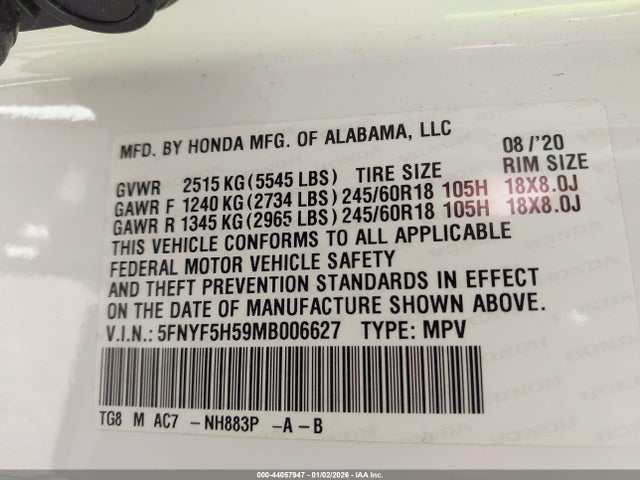 MFD. BY HONDA MFG. OF ALABAMA, LLC 08/'20
GVWR 2515 KG (5545 LBS) TIRE SIZE RIM SIZE
GAWR F 1240 KG (2734 LBS) 245/60R18 105H 18X8.0J
GAWR R 1345 KG (2965 LBS) 245/60R18 105H 18X8.0J
THIS VEHICLE CONFORMS TO ALL APPLICABLE
FEDERAL MOTOR VEHICLE SAFETY
AND THEFT PREVENTION STANDARDS IN EFFECT
ON THE DATE OF MANUFACTURE SHOWN ABOVE.
V.I.N.: 5FNYF5H59MB006627 TYPE: MPV
TG8 M AC7 - NH883P - A - B
000-44057947 - 01/02/2026 - IAA Inc.